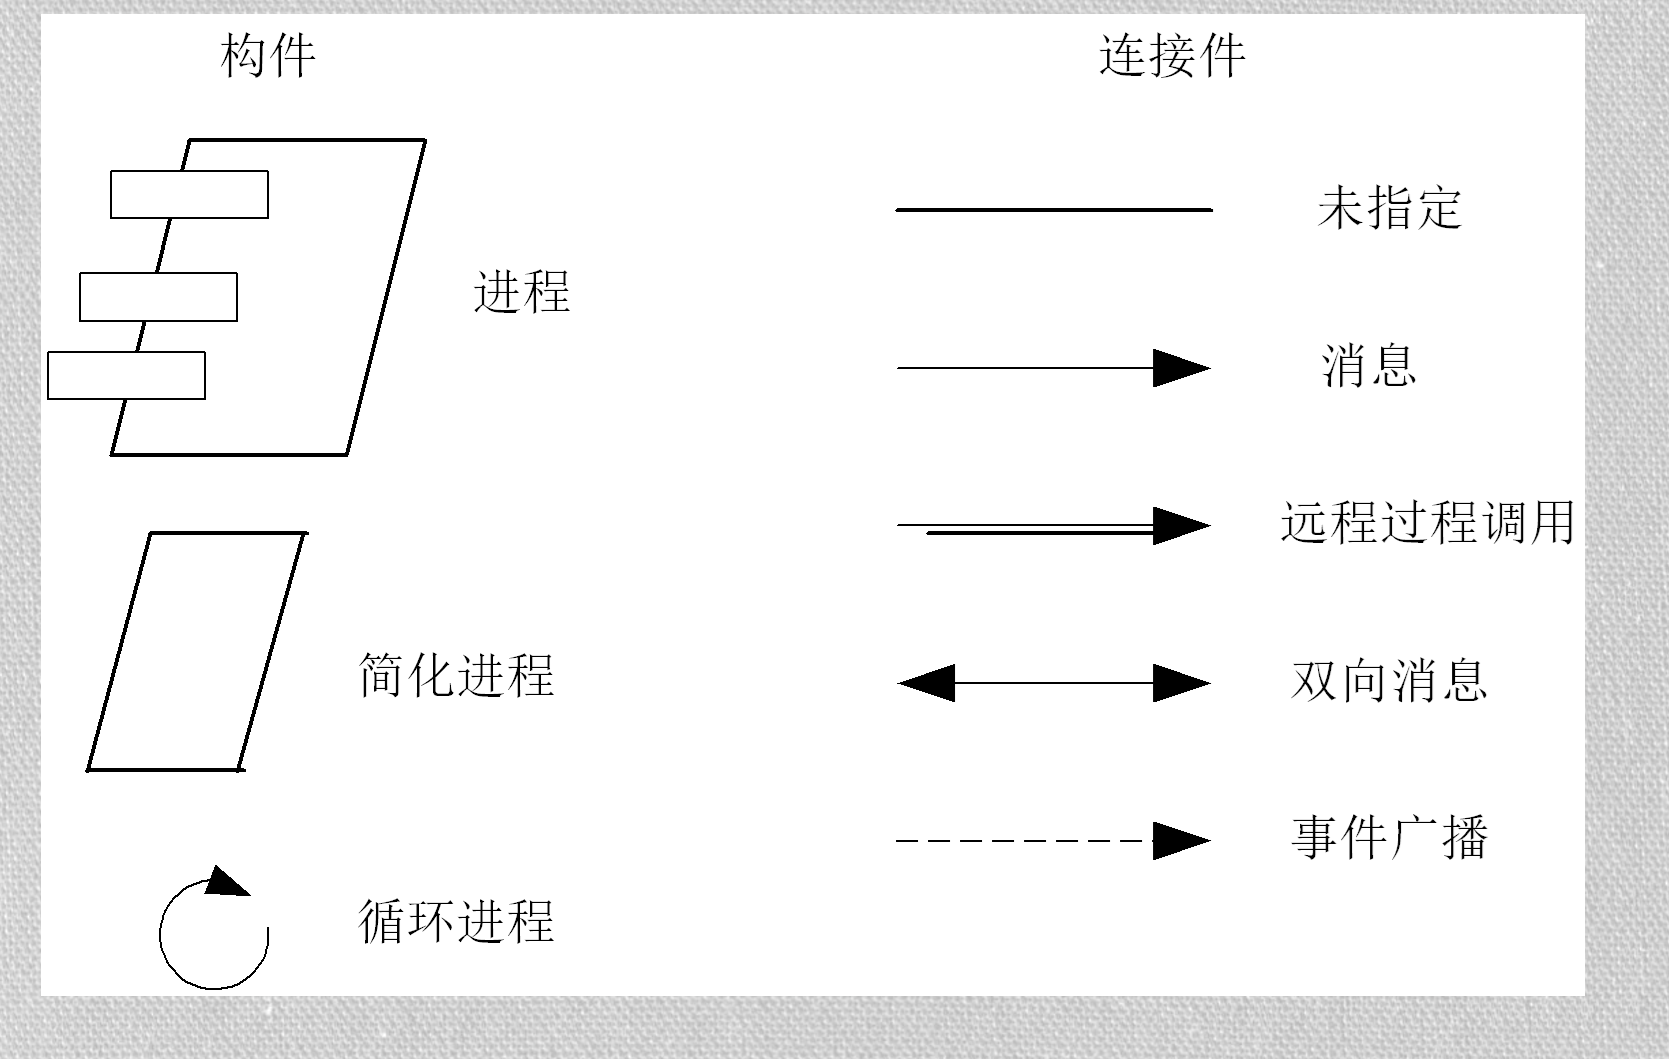 构件
连接件
未指定
进程
消息
远程过程调用
简化进程
双向消息
事件广播
循环进程